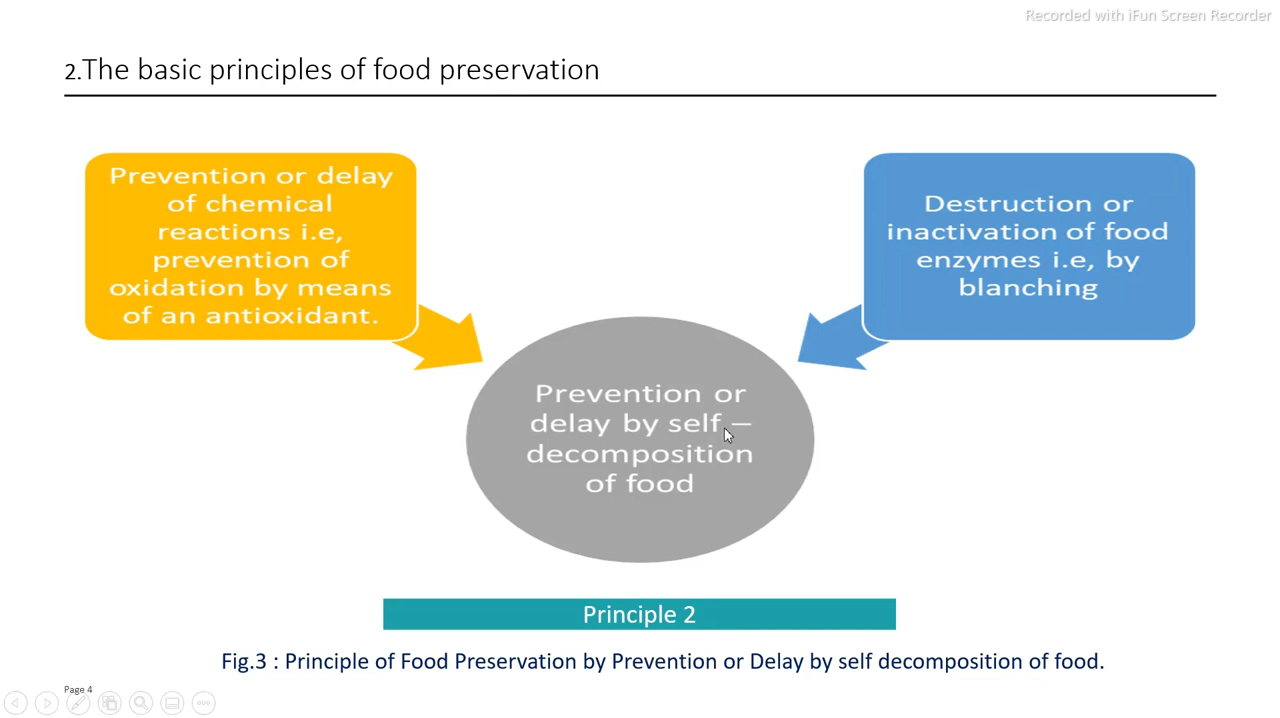 Recorded with iFun Screen Recorder
2.The basic principles of food preservation
Prevention or delay
of chemical
reactions i.e,
prevention of
oxidation by means
of an antioxidant.
Destruction or
inactivation of food
enzymes i.e, by
blanching
Prevention or
delay by self –
decomposition
of food
Principle 2
Fig.3 : Principle of Food Preservation by Prevention or Delay by self decomposition of food.
Page 4